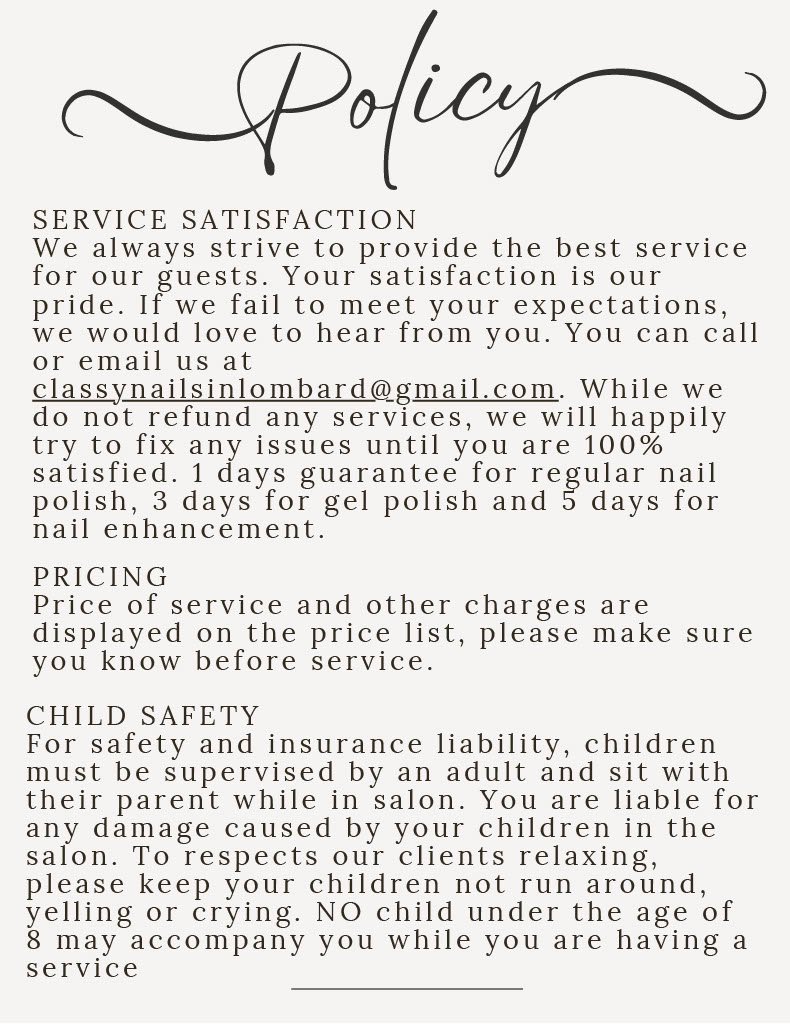 Policy
SERVICE SATISFACTION
We always strive to provide the best service
for our guests. Your satisfaction is our
pride. If we fail to meet your expectations,
we would love to hear from you. You can call
or email us at
classynailsinlombard@gmail.com. While we
do not refund any services, we will happily
try to fix any issues until you are 100%
satisfied. 1 days guarantee for regular nail
polish, 3 days for gel polish and 5 days for
nail enhancement.
PRICING
Price of service and other charges are
displayed on the price list, please make sure
you know before service.
CHILD SAFETY
For safety and insurance liability, children
must be supervised by an adult and sit with
their parent while in salon. You are liable for
any damage caused by your children in the
salon. To respects our clients relaxing,
please keep your children not run around,
yelling or crying. NO child under the age of
8 may accompany you while you are having a
service